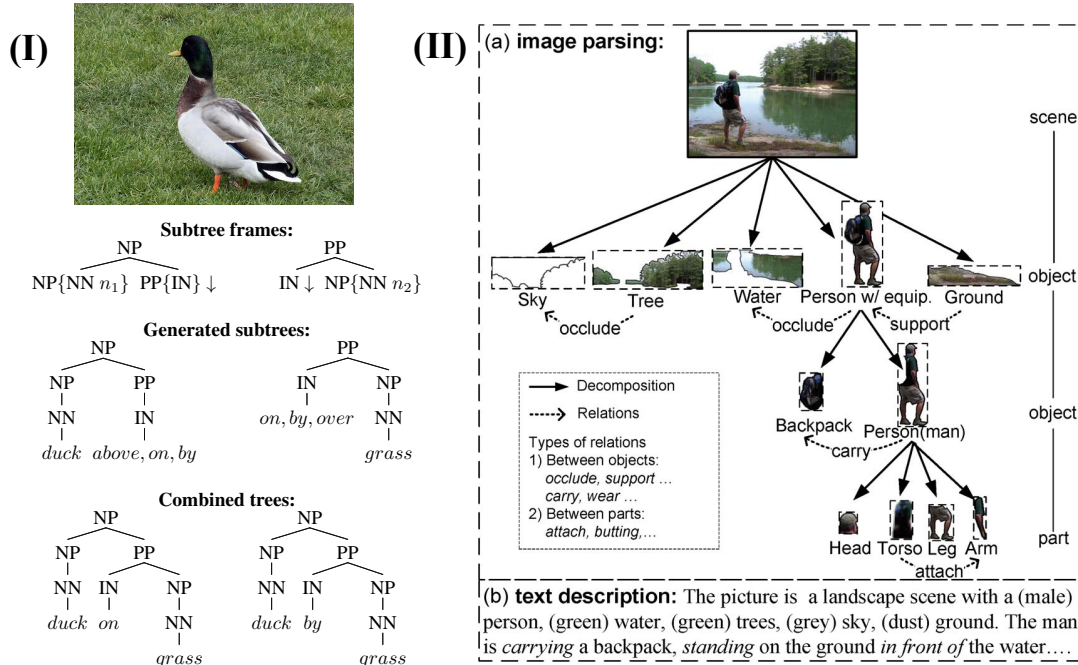 (I)
Subtree frames:
NP
NP{NN n1} PP{IN} ↓
PP
IN ↓ NP{NN n2}
Generated subtrees:
NP
NP PP
NN IN
duck above, on, by
PP
IN NP
on, by, over NN
grass
Combined trees:
NP
NP PP
NN IN NP
duck on NN
grass
NP
NP PP
NN IN NP
duck by NN
grass
(II)
(a) image parsing:
scene
Sky Tree Water Person w/ equip. Ground
object
occlude occlude support
Decomposition
Relations
Types of relations
1) Between objects:
occlude, support ...
carry, wear ...
2) Between parts:
attach, butting,...
Backpack Person(man)
object
carry
Head Torso Leg Arm
part
attach
(b) text description: The picture is a landscape scene with a (male)
person, (green) water, (green) trees, (grey) sky, (dust) ground. The man
is carrying a backpack, standing on the ground in front of the water....